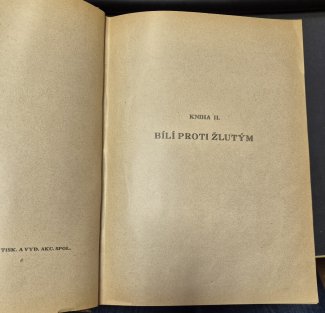 TISK. A VYD. AKC. SPOL.
KNIHA II.
BÍLÍ PROTI ŽLUTÝM